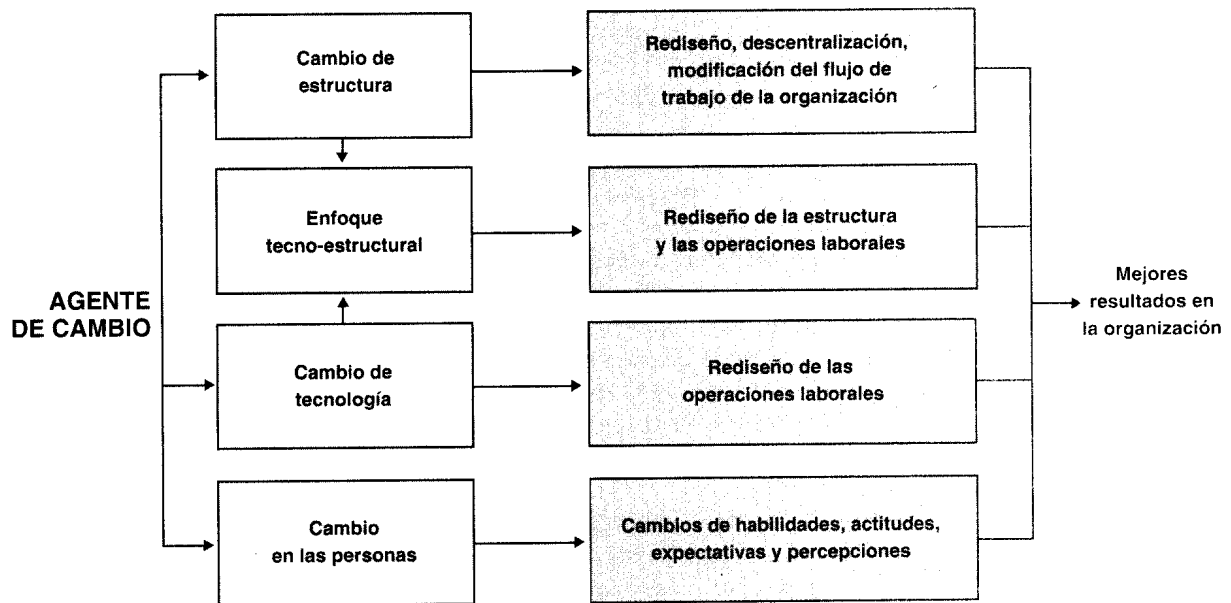 Cambio de
estructura
Rediseño, descentralización,
modificación del flujo de
trabajo de la organización
Enfoque
tecno-estructural
Rediseño de la estructura
y las operaciones laborales
AGENTE
DE CAMBIO
Mejores
resultados en
la organización
Cambio de
tecnología
Rediseño de las
operaciones laborales
Cambio
en las personas
Cambios de habilidades, actitudes,
expectativas y percepciones